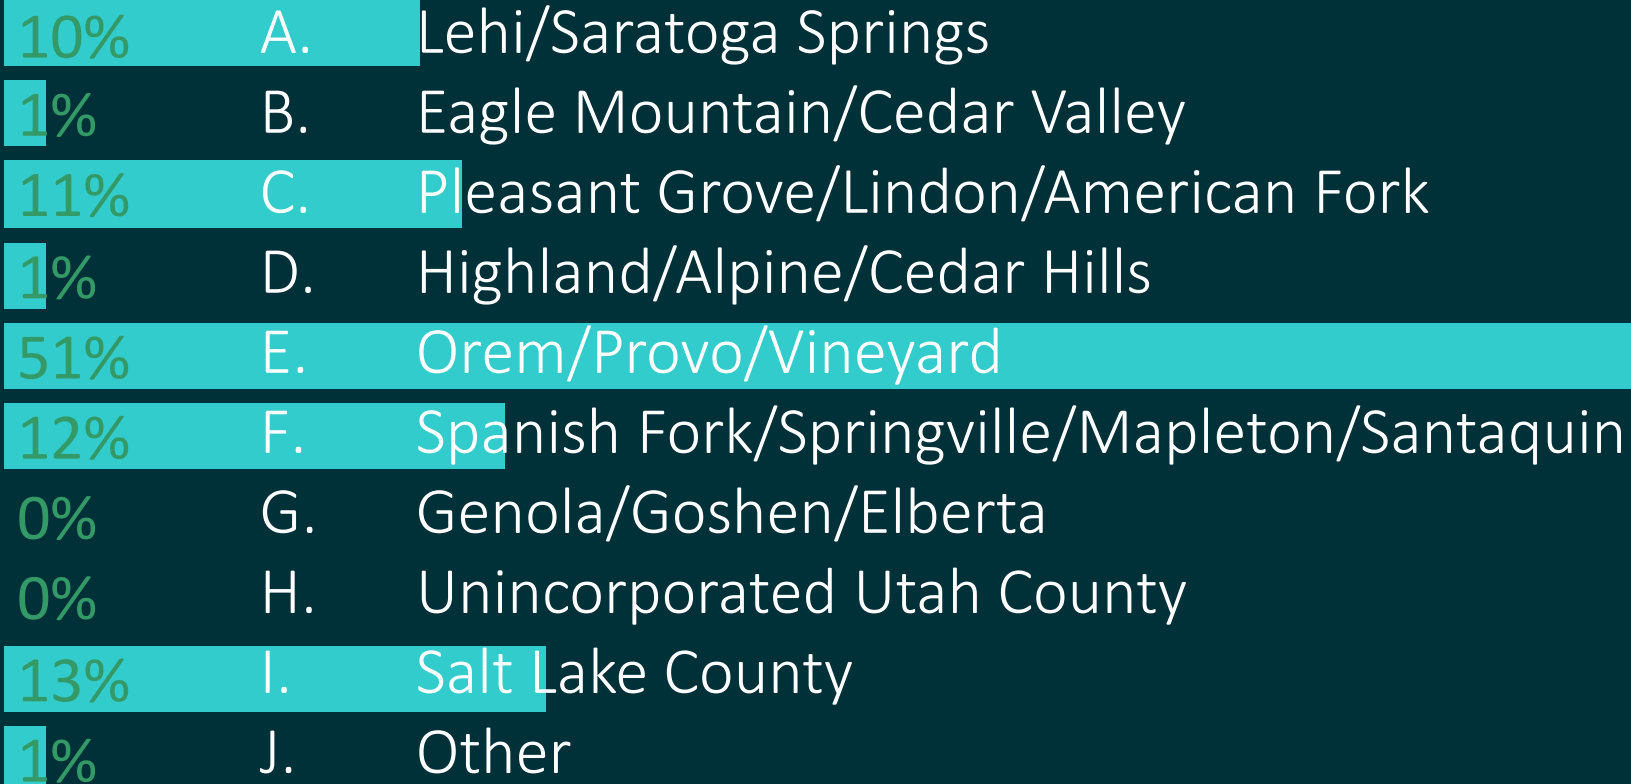 10% A. Lehi/Saratoga Springs
1% B. Eagle Mountain/Cedar Valley
11% C. Pleasant Grove/Lindon/American Fork
1% D. Highland/Alpine/Cedar Hills
51% E. Orem/Provo/Vineyard
12% F. Spanish Fork/Springville/Mapleton/Santaquin
0% G. Genola/Goshen/Elberta
0% H. Unincorporated Utah County
13% I. Salt Lake County
1% J. Other